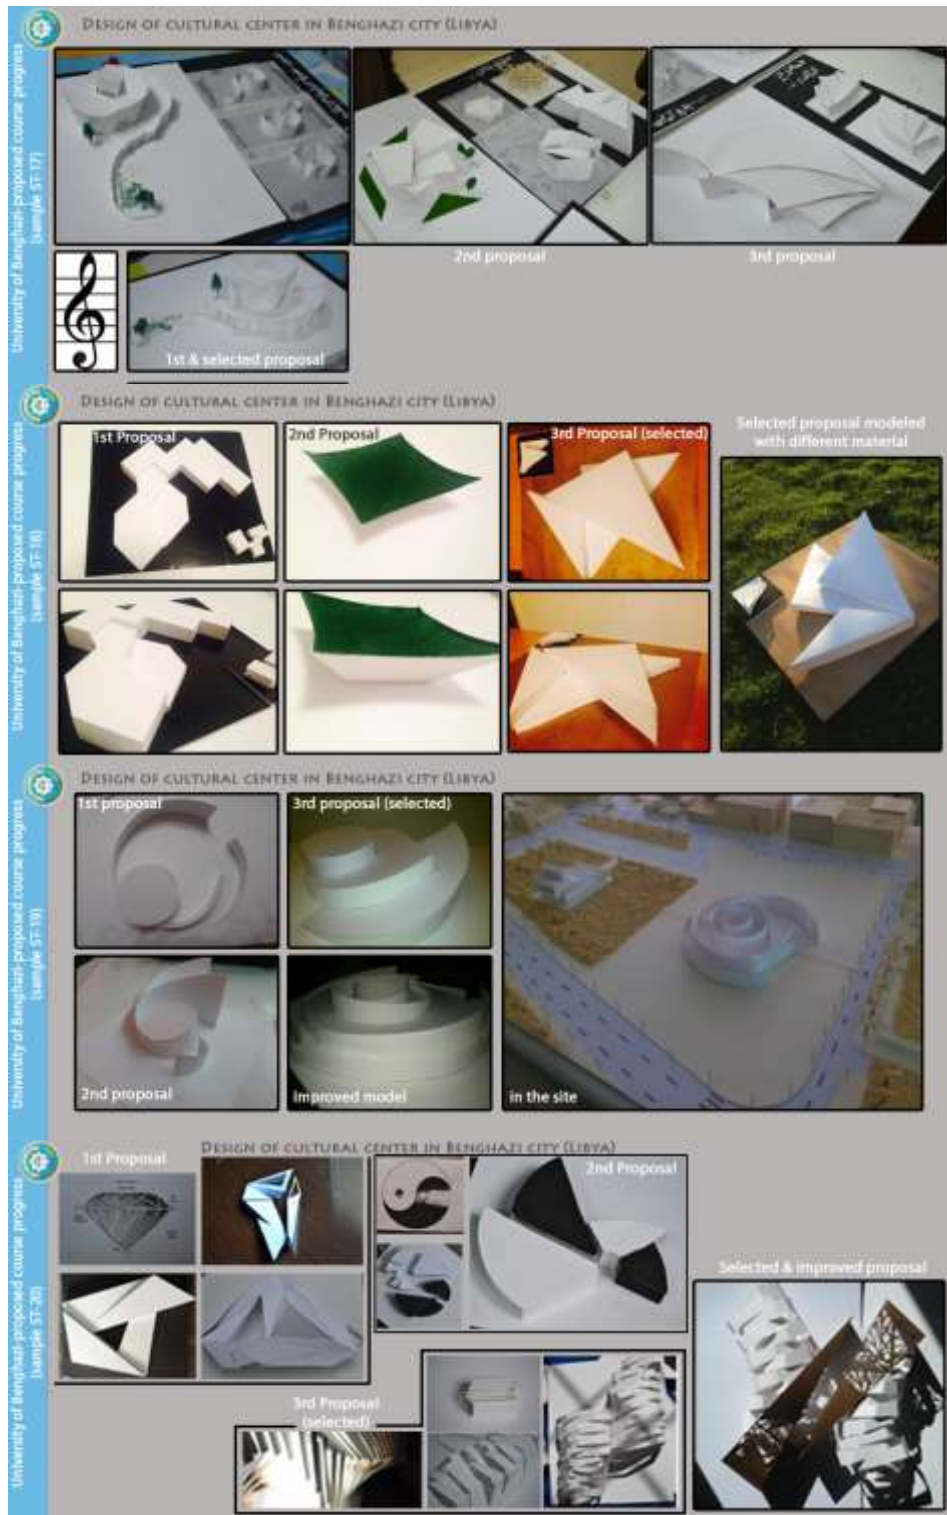 Design of cultural center in Benghazi city (Libya)
University of Benghazi-proposed course progress
(sample ST-17)
2nd proposal
3rd proposal
1st & selected proposal
Design of cultural center in Benghazi city (Libya)
University of Benghazi-proposed course progress
(sample ST-18)
1st Proposal
2nd Proposal
3rd Proposal (selected)
Selected proposal modeled
with different material
Design of cultural center in Benghazi city (Libya)
University of Benghazi-proposed course progress
(sample ST-19)
1st proposal
3rd proposal (selected)
2nd proposal
improved model
in the site
Design of cultural center in Benghazi city (Libya)
University of Benghazi-proposed course progress
(sample ST-20)
1st Proposal
2nd Proposal
Selected & improved proposal
3rd Proposal
(selected)